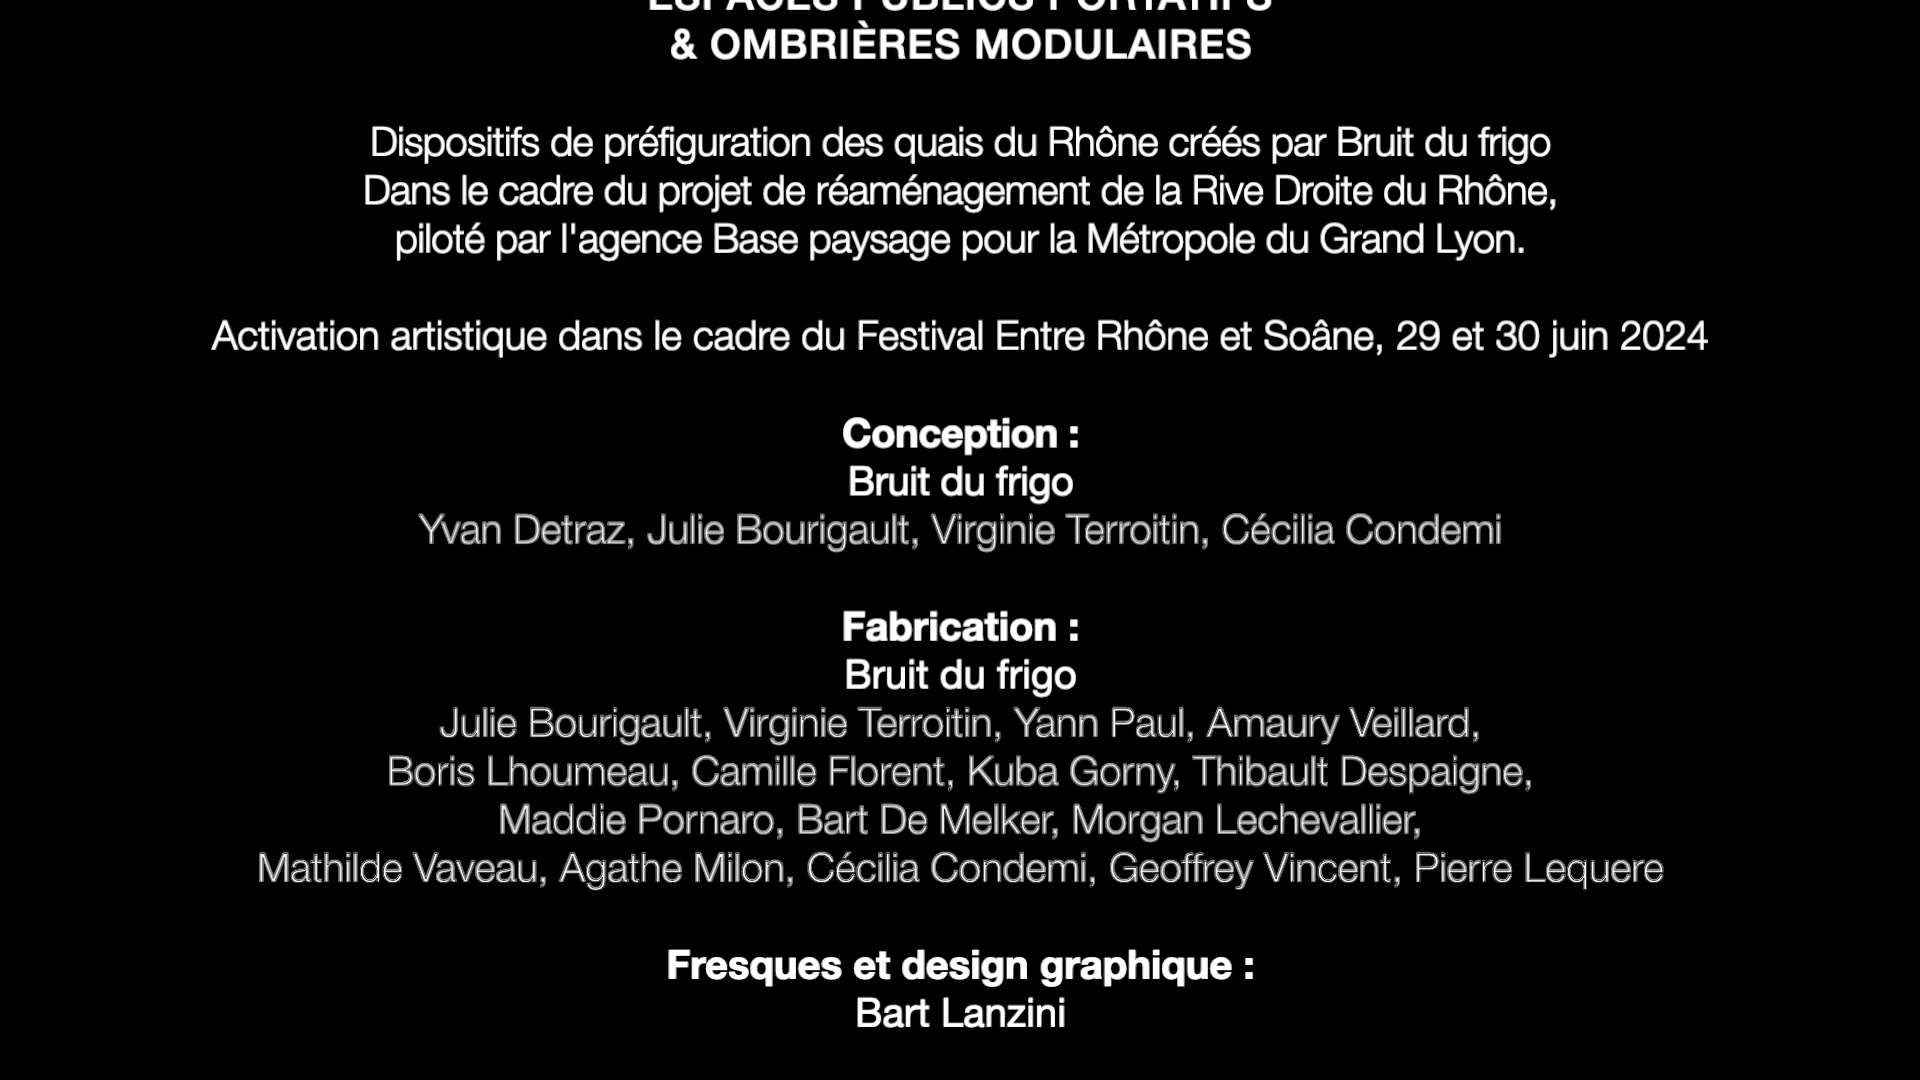 ESPACES PUBLICS PORTATIFS
& OMBRIÈRES MODULAIRES
Dispositifs de préfiguration des quais du Rhône créés par Bruit du frigo
Dans le cadre du projet de réaménagement de la Rive Droite du Rhône,
piloté par l'agence Base paysage pour la Métropole du Grand Lyon.
Activation artistique dans le cadre du Festival Entre Rhône et Soâne, 29 et 30 juin 2024
Conception :
Bruit du frigo
Yvan Detraz, Julie Bourigault, Virginie Terroitin, Cécilia Condemi
Fabrication :
Bruit du frigo
Julie Bourigault, Virginie Terroitin, Yann Paul, Amaury Veillard,
Boris Lhoumeau, Camille Florent, Kuba Gorny, Thibault Despaigne,
Maddie Pornaro, Bart De Melker, Morgan Lechevallier,
Mathilde Vaveau, Agathe Milon, Cécilia Condemi, Geoffrey Vincent, Pierre Lequere
Fresques et design graphique :
Bart Lanzini